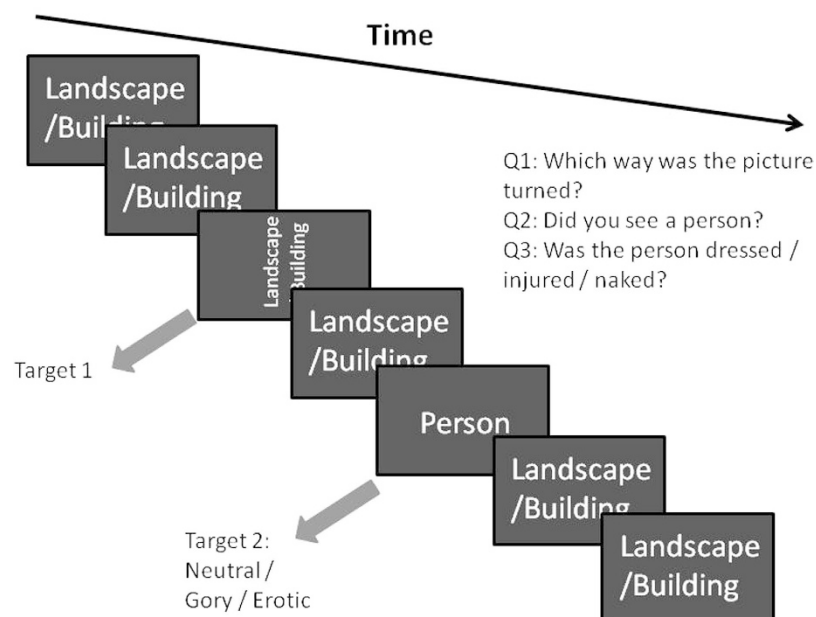 Time
Landscape
/Building
Landscape
/Building
Landscape
/Building
Landscape
/Building
Person
Landscape
/Building
Landscape
/Building
Q1: Which way was the picture
turned?
Q2: Did you see a person?
Q3: Was the person dressed /
injured / naked?
Target 1
Target 2:
Neutral /
Gory / Erotic